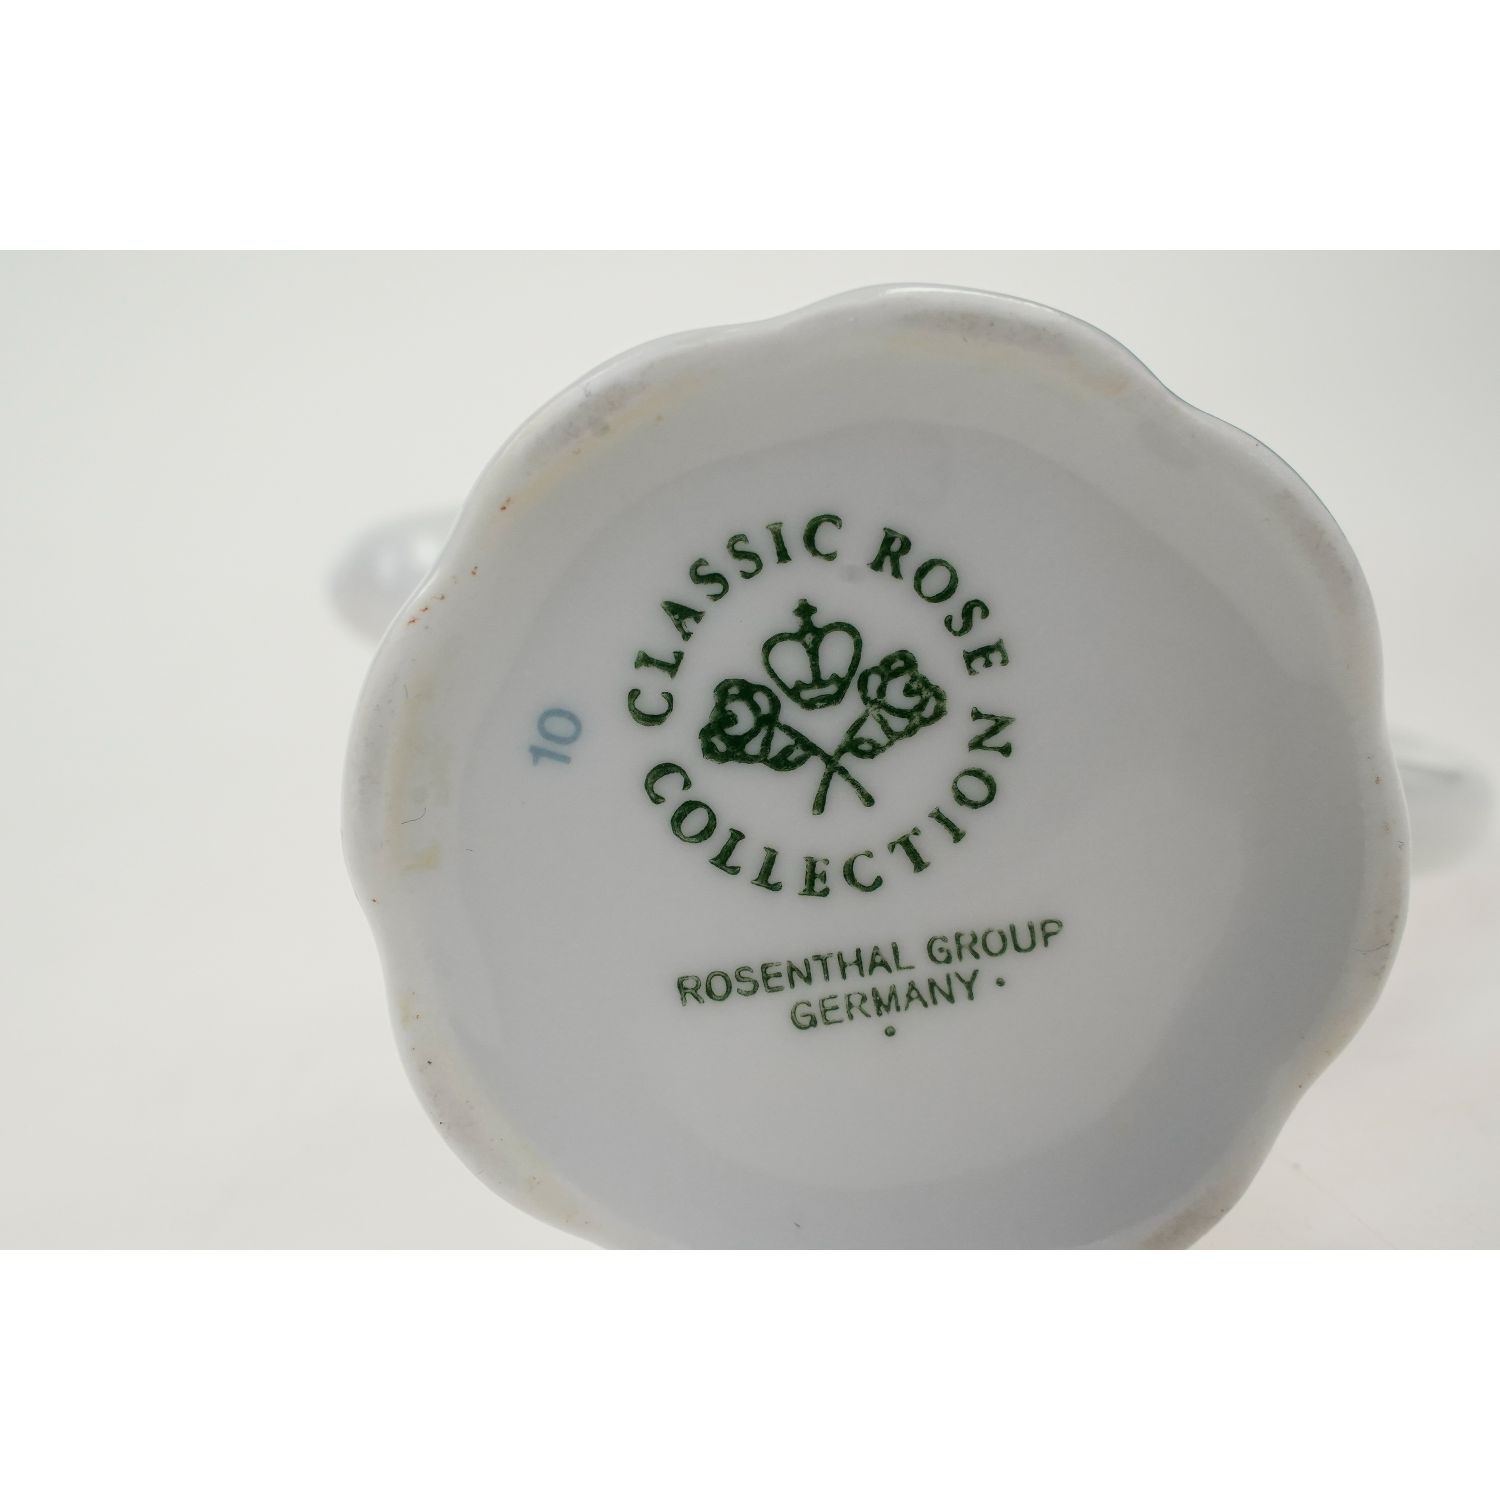 CLASSIC ROSE
COLLECTION
10
ROSENTHAL GROUP
GERMANY